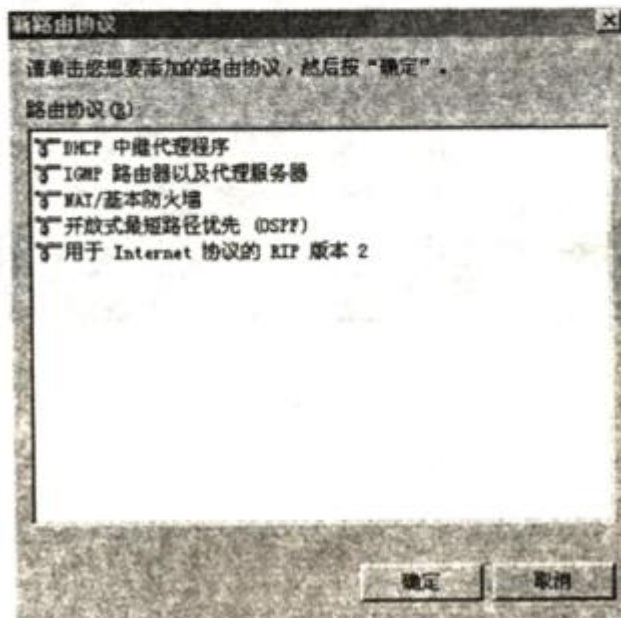 新路由协议
请单击您想要添加的路由协议，然后按“确定”。
路由协议(R):
DHCP 中继代理程序
IGMP 路由器以及代理服务器
NAT/基本防火墙
开放式最短路径优先 (OSPF)
用于 Internet 协议的 RIP 版本 2
确定
取消